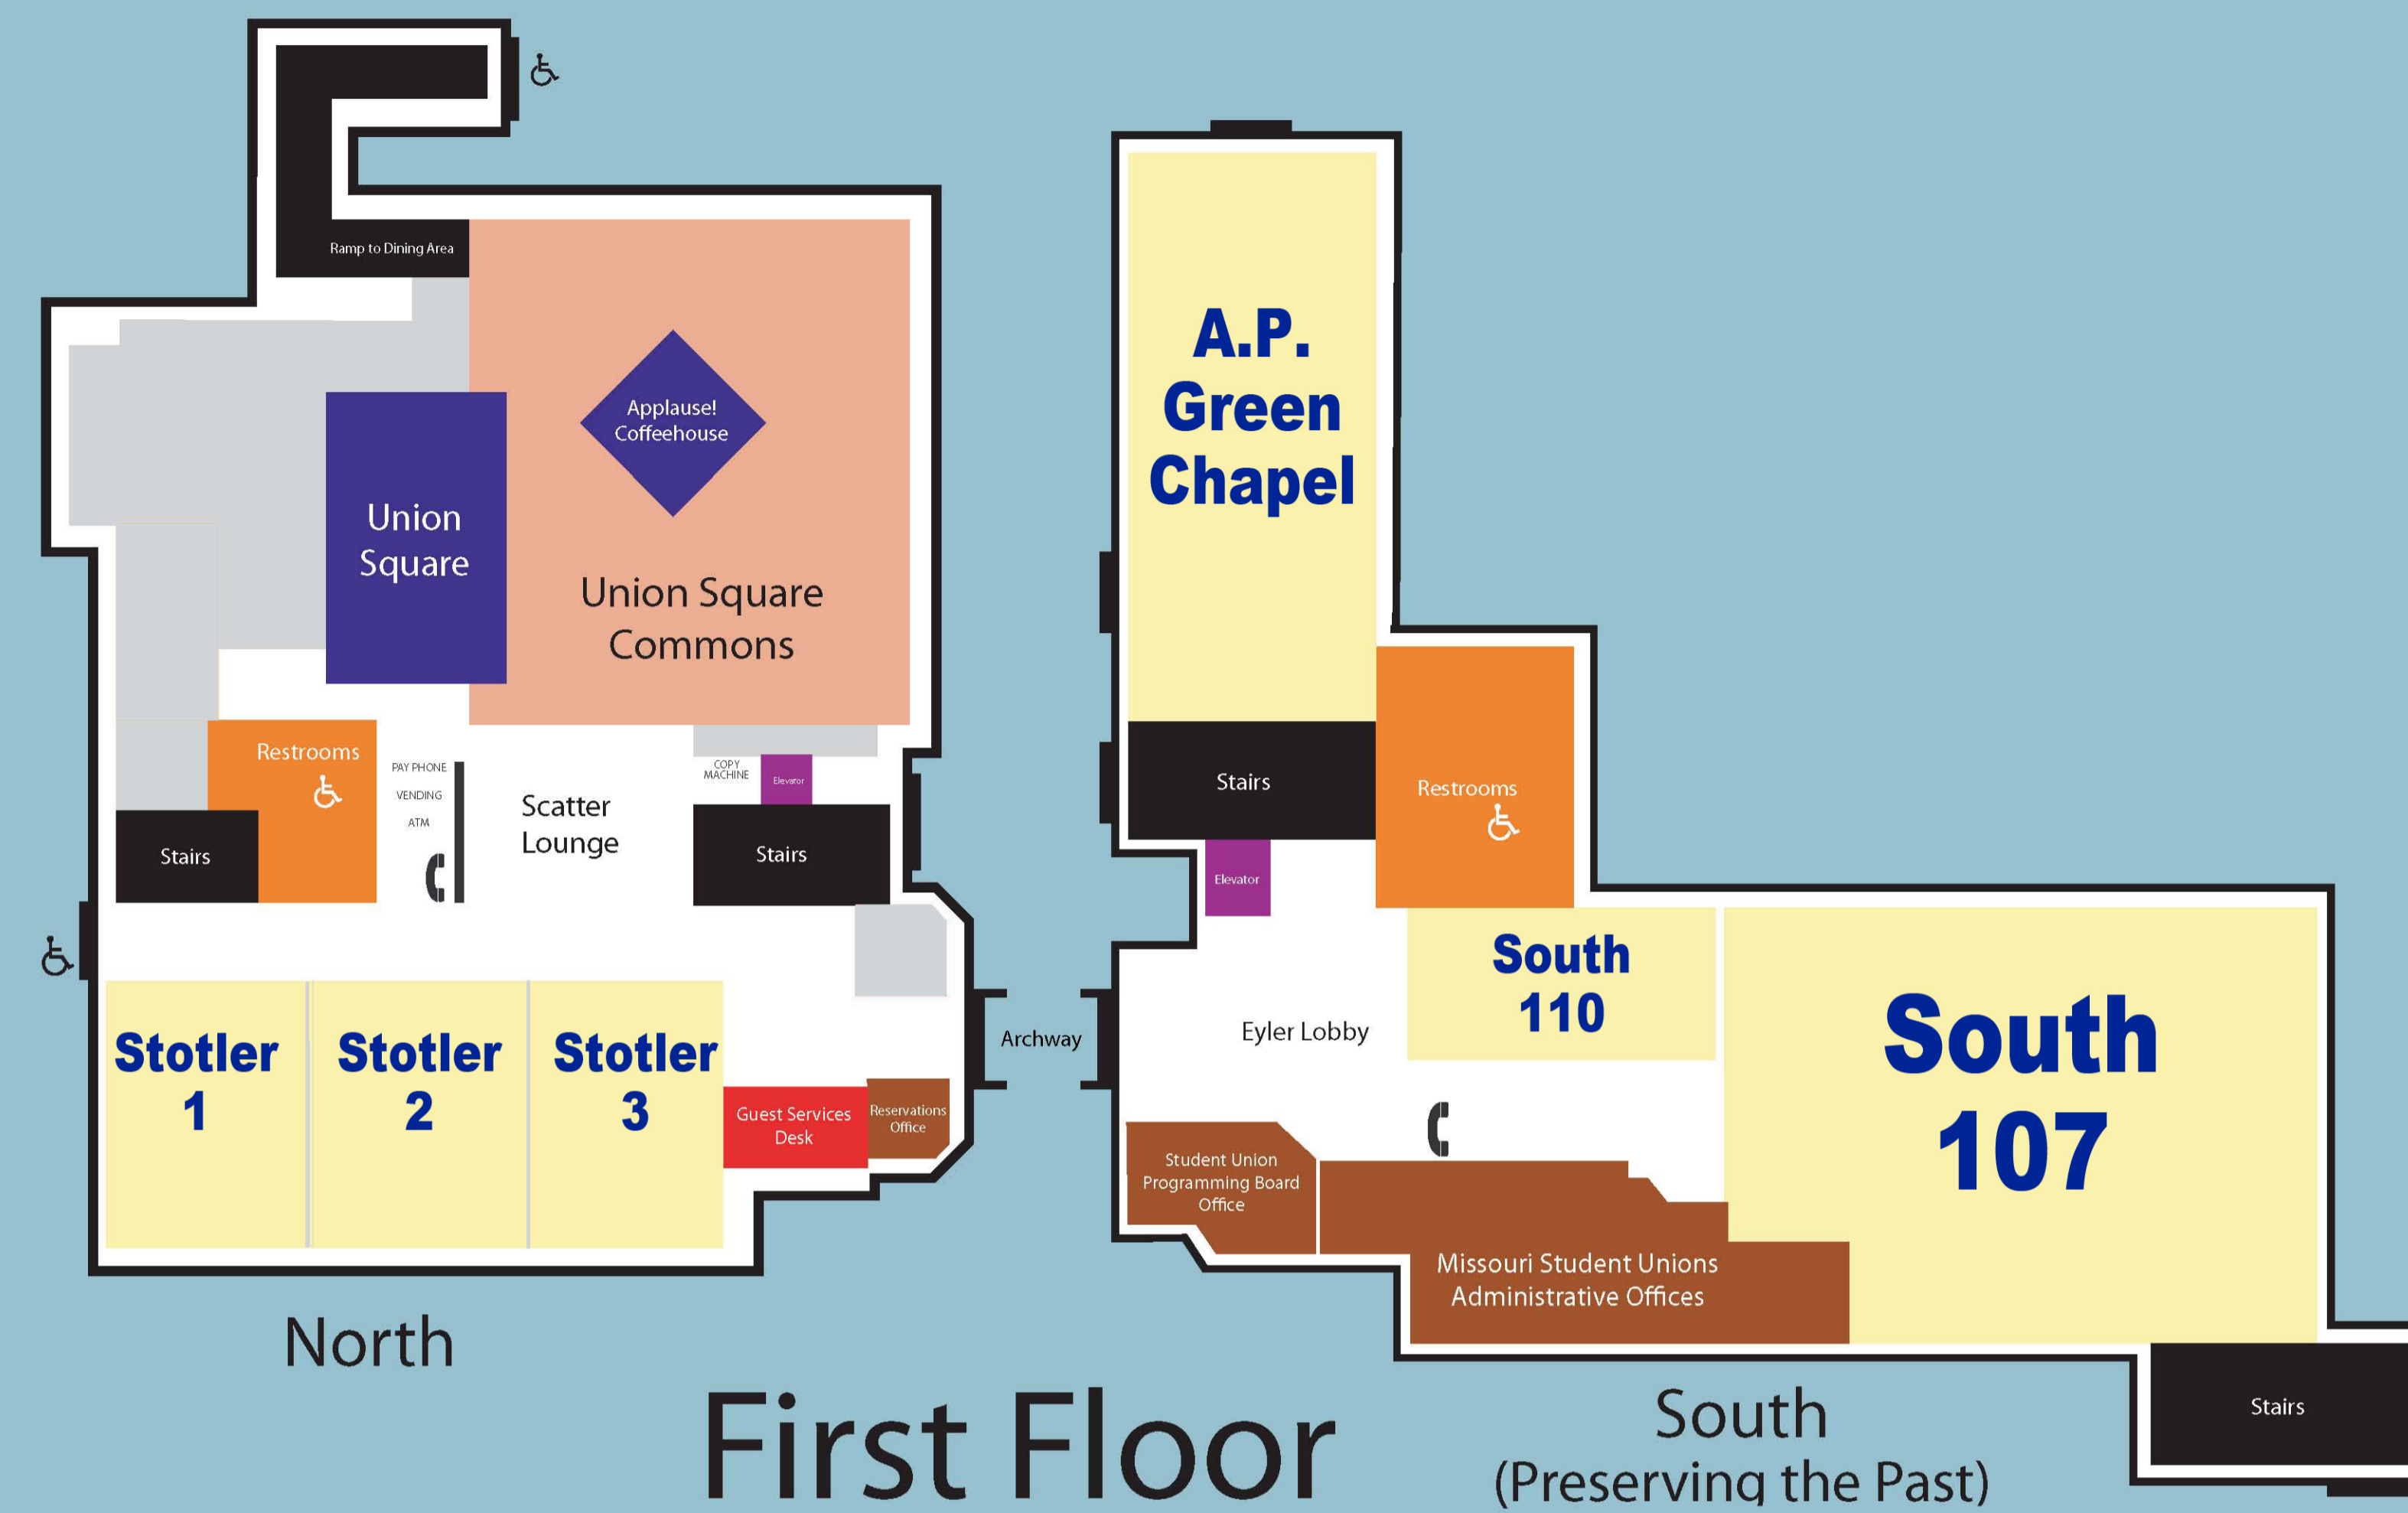 Ramp to Dining Area
Applause!
Coffeehouse
Union
Square
Union Square
Commons
Restrooms
PAY PHONE
VENDING
ATM
Stairs
Scatter
Lounge
COPY
MACHINE
Elevator
Stairs
Stotler
1
Stotler
2
Stotler
3
Guest Services
Desk
Reservations
Office
North
Archway
A.P.
Green
Chapel
Stairs
Restrooms
Elevator
Eyler Lobby
South
110
South
107
Student Union
Programming Board
Office
Missouri Student Unions
Administrative Offices
Stairs
First Floor
South
(Preserving the Past)